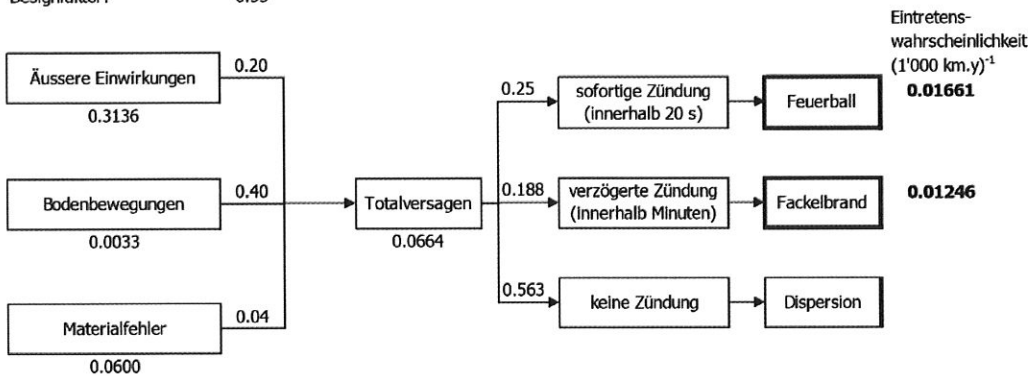 Eintretens-
wahrscheinlichkeit
(1'000 km.y)⁻¹
Äussere Einwirkungen
0.20
0.3136
0.25
sofortige Zündung
(innerhalb 20 s)
Feuerball
0.01661
Bodenbewegungen
0.40
0.0033
Totalversagen
0.0664
0.188
verzögerte Zündung
(innerhalb Minuten)
Fackelbrand
0.01246
Materialfehler
0.04
0.0600
0.563
keine Zündung
Dispersion